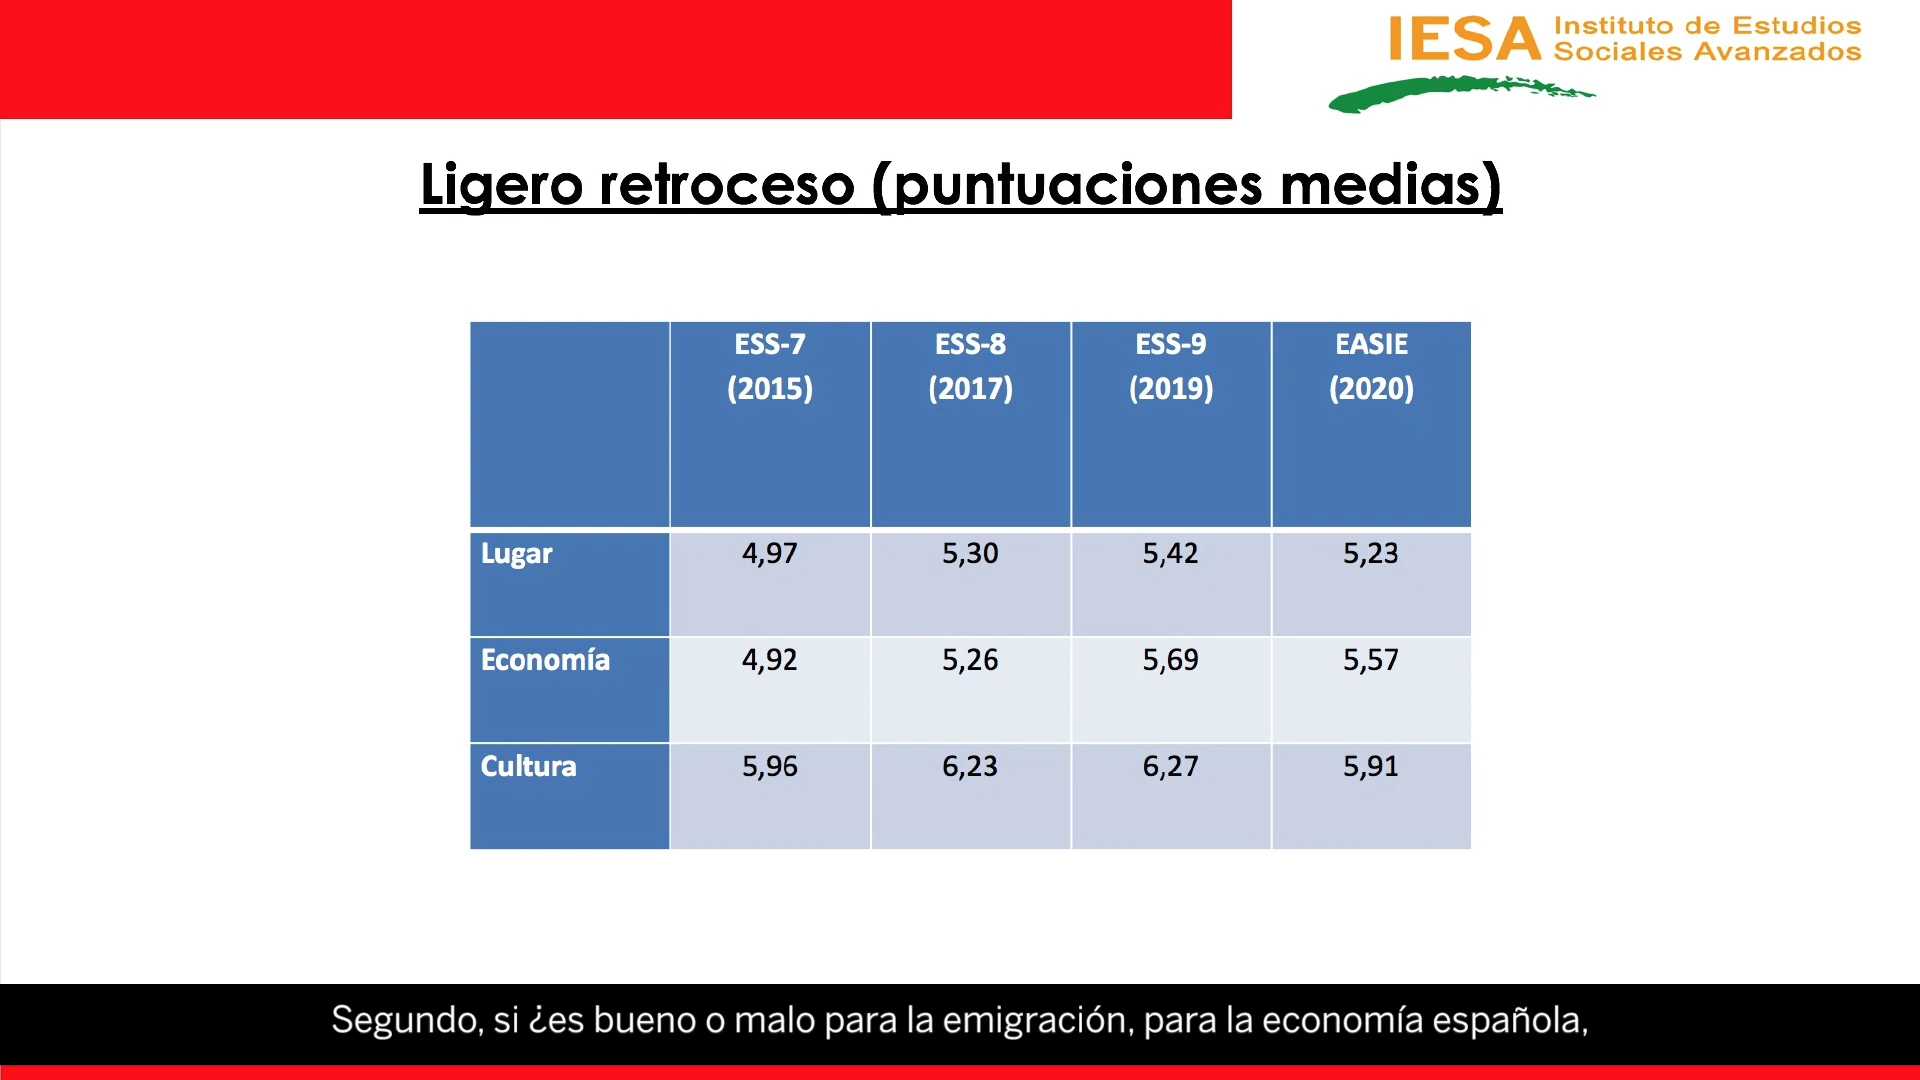 IESA Instituto de Estudios
Sociales Avanzados
Ligero retroceso (puntuaciones medias)
ESS-7 ESS-8 ESS-9 EASIE
(2015) (2017) (2019) (2020)
Lugar 4,97 5,30 5,42 5,23
Economía 4,92 5,26 5,69 5,57
Cultura 5,96 6,23 6,27 5,91
Segundo, si ¿es bueno o malo para la emigración, para la economía española,